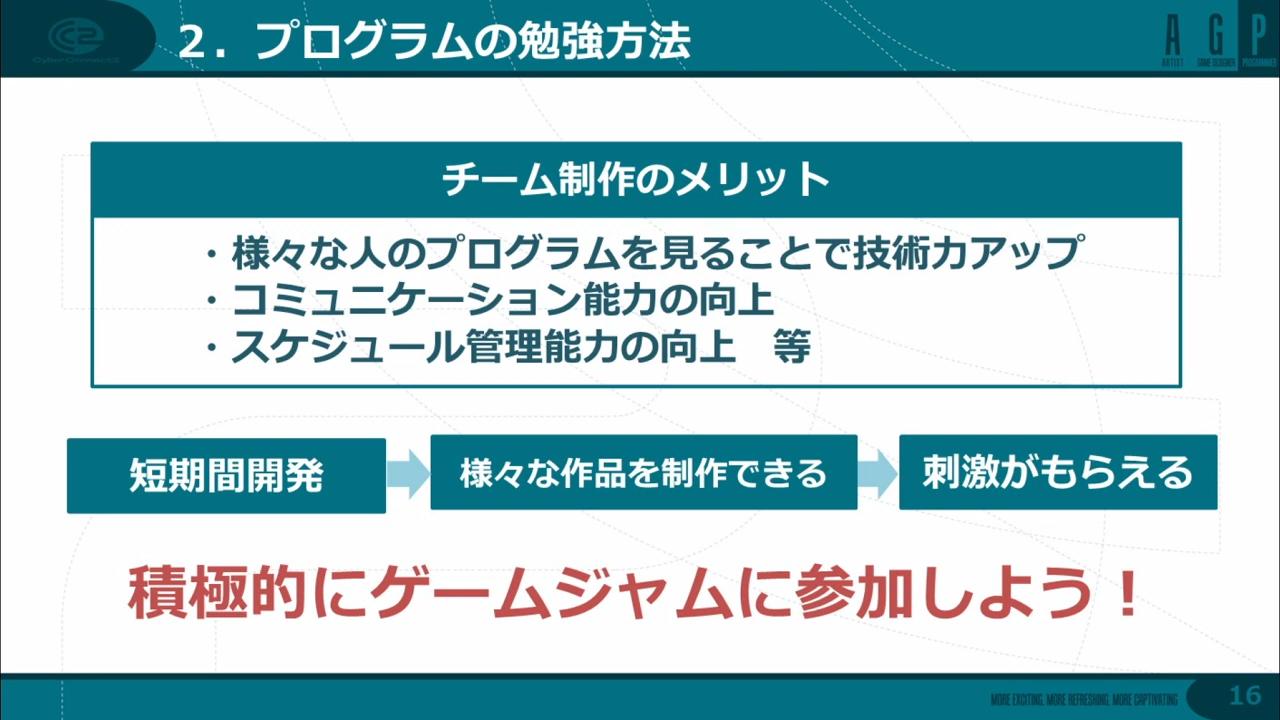 CyberConnect2
2．プログラムの勉強方法
A G P
ARTIST GAME DESIGNER PROGRAMMER
チーム制作のメリット
・様々な人のプログラムを見ることで技術力アップ
・コミュニケーション能力の向上
・スケジュール管理能力の向上　等
短期間開発
様々な作品を制作できる
刺激がもらえる
積極的にゲームジャムに参加しよう！
MORE EXCITING. MORE REFRESHING. MORE CAPTIVATING
16